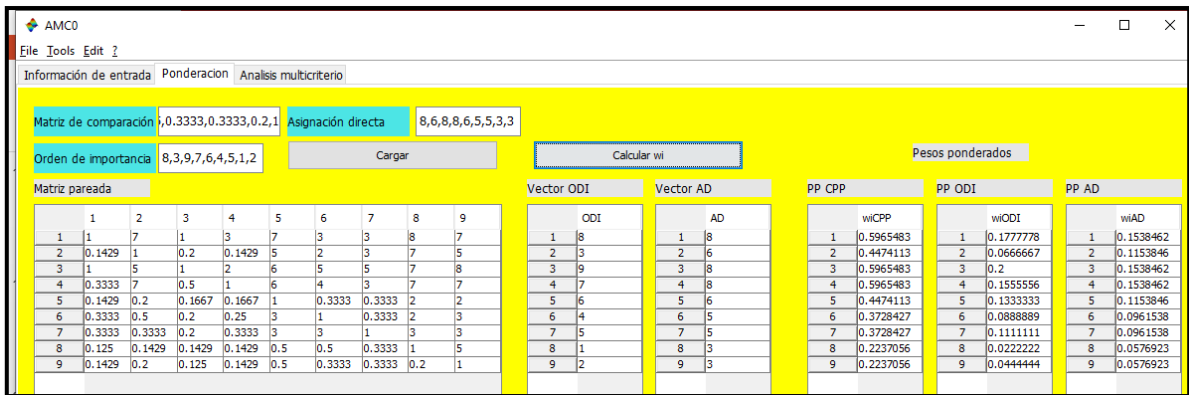 AMC0
File Tools Edit ?
Información de entrada Ponderacion Analisis multicriterio
Matriz de comparación ,0.3333,0.3333,0.2,1 Asignación directa 8,6,8,8,6,5,5,3,3
Orden de importancia 8,3,9,7,6,4,5,1,2 Cargar Calcular wi Pesos ponderados
Matriz pareada Vector ODI Vector AD PP CPP PP ODI PP AD
1 2 3 4 5 6 7 8 9 ODI AD wiCPP wiODI wiAD
1 1 7 1 3 7 3 3 8 7 1 8 1 8 1 0.5965483 1 0.1777778 1 0.1538462
2 0.1429 1 0.2 0.1429 5 2 3 7 5 2 3 2 6 2 0.4474113 2 0.0666667 2 0.1153846
3 1 5 1 2 6 5 5 7 8 3 9 3 8 3 0.5965483 3 0.2 3 0.1538462
4 0.3333 7 0.5 1 6 4 3 7 7 4 7 4 8 4 0.5965483 4 0.1555556 4 0.1538462
5 0.1429 0.2 0.1667 0.1667 1 0.3333 0.3333 2 2 5 6 5 6 5 0.4474113 5 0.1333333 5 0.1153846
6 0.3333 0.5 0.2 0.25 3 1 0.3333 2 3 6 4 6 5 6 0.3728427 6 0.0888889 6 0.0961538
7 0.3333 0.3333 0.2 0.3333 3 3 1 3 3 7 5 7 5 7 0.3728427 7 0.1111111 7 0.0961538
8 0.125 0.1429 0.1429 0.1429 0.5 0.5 0.3333 1 5 8 1 8 3 8 0.2237056 8 0.0222222 8 0.0576923
9 0.1429 0.2 0.125 0.1429 0.5 0.3333 0.3333 0.2 1 9 2 9 3 9 0.2237056 9 0.0444444 9 0.0576923